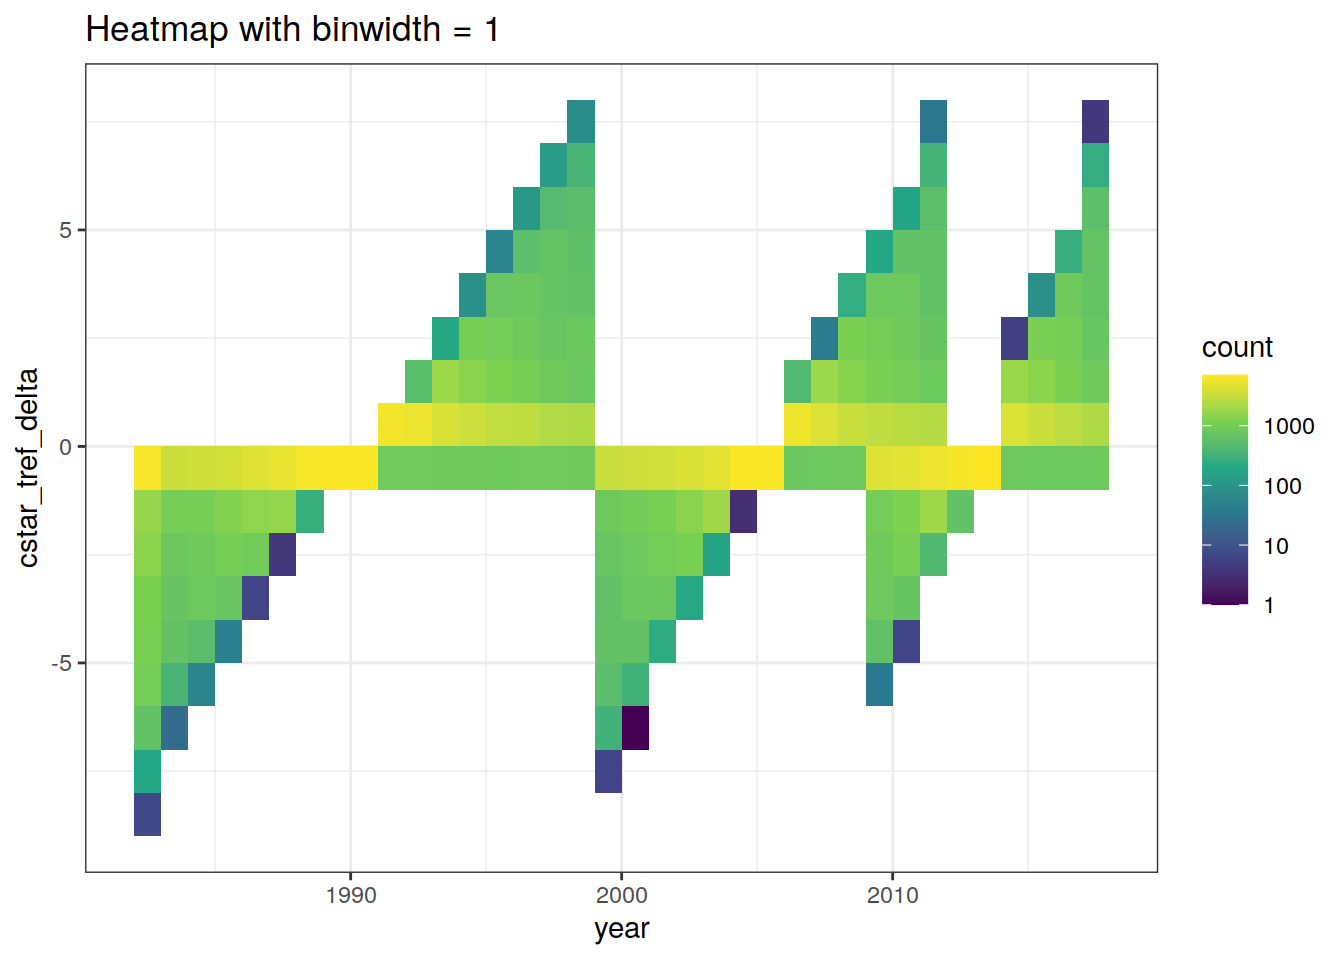 Heatmap with binwidth = 1
cstar_tref_delta
5
0
-5
1990
2000
2010
year
count
1000
100
10
1